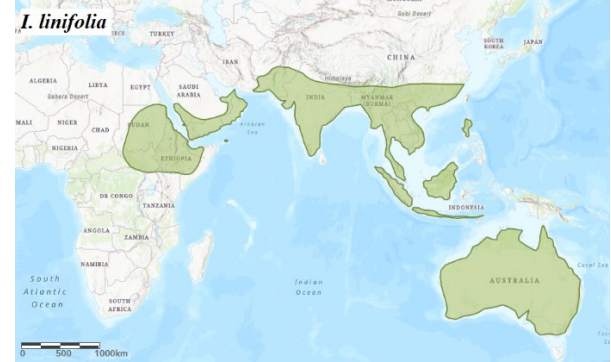 I. linifolia
Gobi Desert
TURKEY
SOUTH
KOREA
JAPAN
CHINA
IRAN
Himalaya
ALGERIA
LIBYA
EGYPT
SAUDI
ARABIA
Sahara Desert
INDIA
MYANMAR
(BURMA)
MALI
NIGER
CHAD
SUDAN
Arabian
Sea
NIGERIA
ETHIOPIA
DR CONGO
TANZANIA
INDONESIA
ANGOLA
ZAMBIA
NAMIBIA
Coral Sea
South
Atlantic
Ocean
Indian
Ocean
AUSTRALIA
SOUTH
AFRICA
0 500 1000km